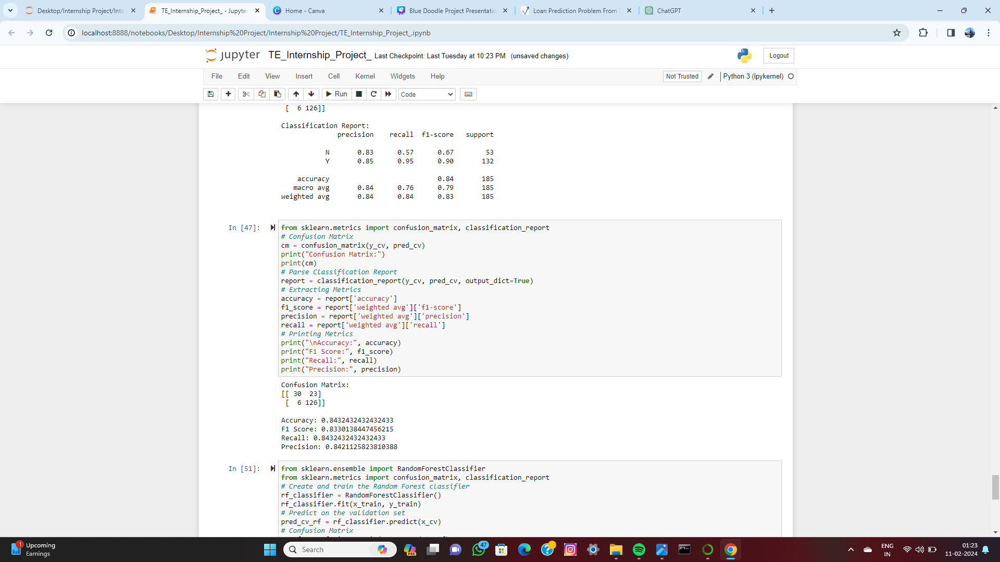 Desktop/Internship Project/Inte
TE_Internship_Project_ - Jupyter
Home - Canva
Blue Doodle Project Presentatio
Loan Prediction Problem From S
ChatGPT
localhost:8888/notebooks/Desktop/Internship%20Project/Internship%20Project/TE_Internship_Project_.ipynb
jupyter TE_Internship_Project_ Last Checkpoint: Last Tuesday at 10:23 PM (unsaved changes)
Logout
File Edit View Insert Cell Kernel Widgets Help
Not Trusted
Python 3 (ipykernel)
Run
Code
[  6 126]]
Classification Report:
precision recall f1-score support
N 0.83 0.57 0.67 53
Y 0.85 0.95 0.90 132
accuracy 0.84 185
macro avg 0.84 0.76 0.79 185
weighted avg 0.84 0.84 0.83 185
In [47]:
from sklearn.metrics import confusion_matrix, classification_report
# Confusion Matrix
cm = confusion_matrix(y_cv, pred_cv)
print("Confusion Matrix:")
print(cm)
# Parse Classification Report
report = classification_report(y_cv, pred_cv, output_dict=True)
# Extracting Metrics
accuracy = report['accuracy']
f1_score = report['weighted avg']['f1-score']
precision = report['weighted avg']['precision']
recall = report['weighted avg']['recall']
# Printing Metrics
print("\nAccuracy:", accuracy)
print("F1 Score:", f1_score)
print("Recall:", recall)
print("Precision:", precision)
Confusion Matrix:
[[ 30  23]
[  6 126]]
Accuracy: 0.8432432432432433
F1 Score: 0.8330138447456215
Recall: 0.8432432432432433
Precision: 0.8421125823810388
In [51]:
from sklearn.ensemble import RandomForestClassifier
from sklearn.metrics import confusion_matrix, classification_report
# Create and train the Random Forest classifier
rf_classifier = RandomForestClassifier()
rf_classifier.fit(x_train, y_train)
# Predict on the validation set
pred_cv_rf = rf_classifier.predict(x_cv)
# Confusion Matrix
1
Upcoming
Earnings
Search
PRE
47
ENG
IN
01:23
11-02-2024